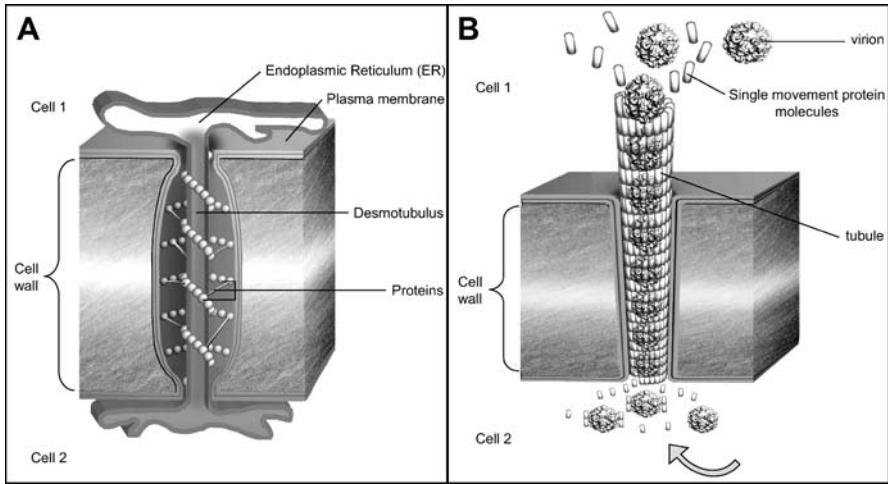 A
Endoplasmic Reticulum (ER)
Cell 1
Plasma membrane
Desmotubulus
Cell
wall
Proteins
Cell 2
B
virion
Cell 1
Single movement protein
molecules
tubule
Cell
wall
Cell 2